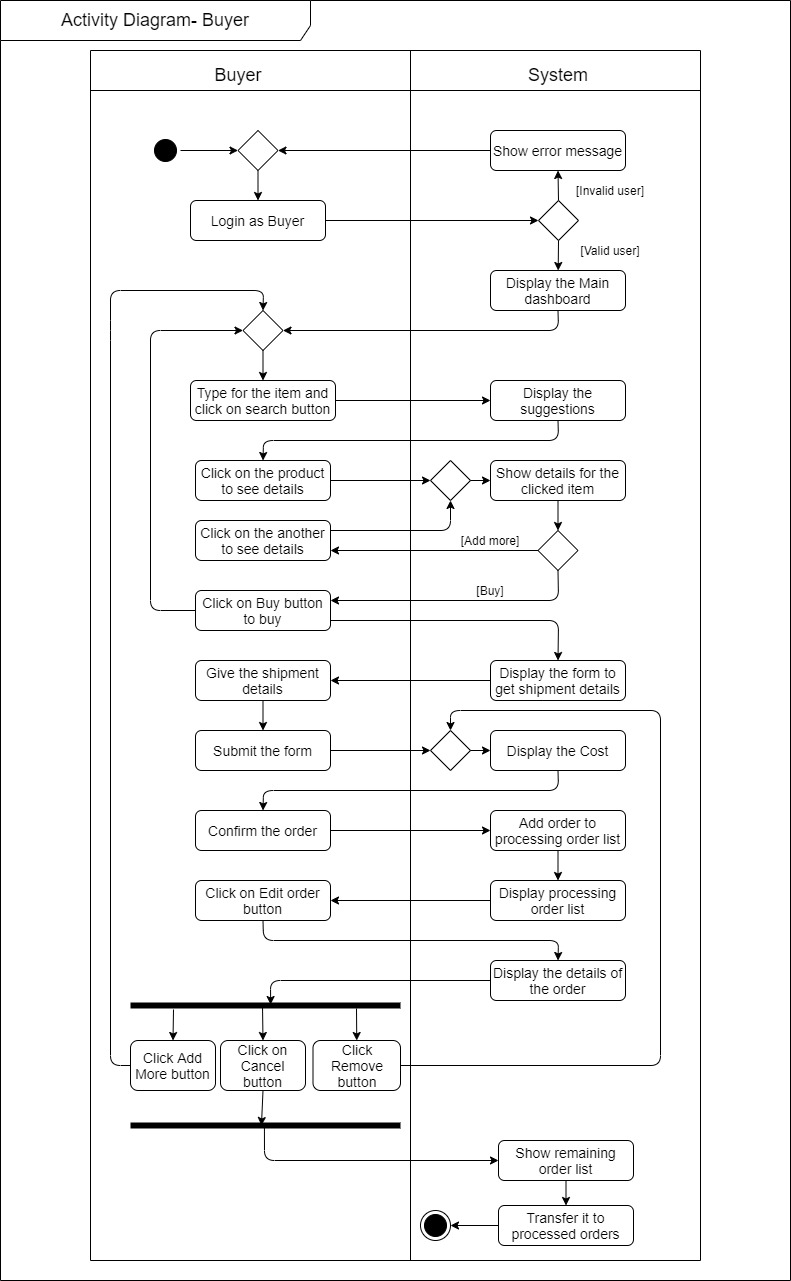 Activity Diagram- Buyer
Buyer
System
Show error message
[Invalid user]
Login as Buyer
[Valid user]
Display the Main
dashboard
Type for the item and
click on search button
Display the
suggestions
Click on the product
to see details
Show details for the
clicked item
Click on the another
to see details
[Add more]
[Buy]
Click on Buy button
to buy
Give the shipment
details
Display the form to
get shipment details
Submit the form
Display the Cost
Confirm the order
Add order to
processing order list
Click on Edit order
button
Display processing
order list
Display the details of
the order
Click Add
More button
Click on
Cancel
button
Click
Remove
button
Show remaining
order list
Transfer it to
processed orders